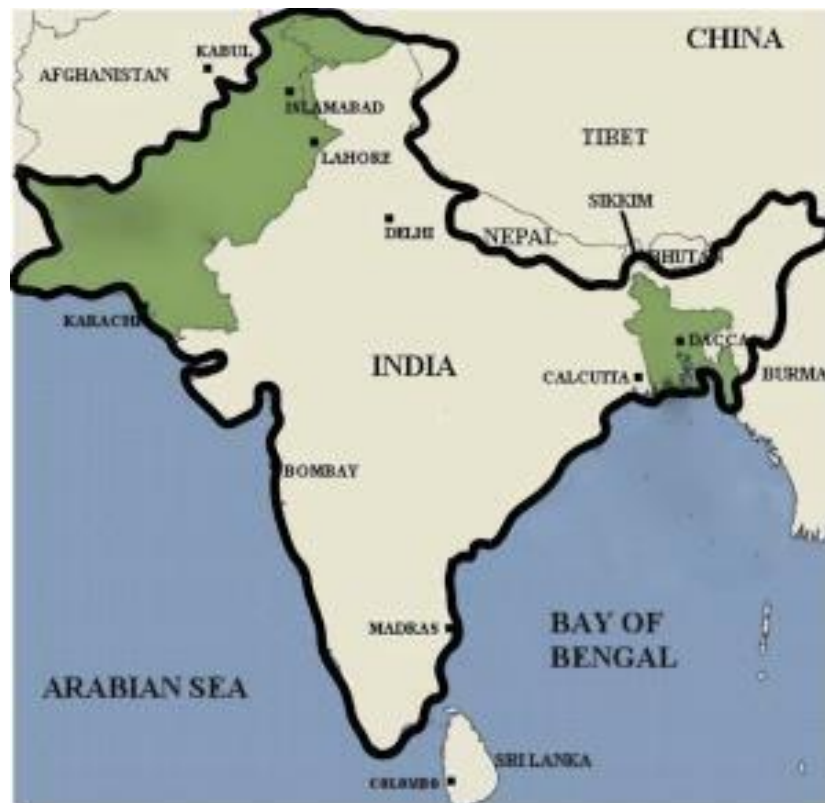 CHINA
KABUL
AFGHANISTAN
ISLAMABAD
TIBET
LAHORE
SIKKIM
DELHI
NEPAL
BHUTAN
KARACHI
DACCA
INDIA
CALCUTTA
BURMA
BOMBAY
MADRAS
BAY OF
BENGAL
ARABIAN SEA
SRI LANKA
COLOMBO